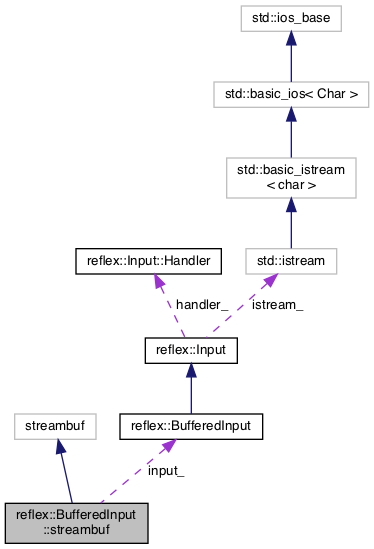 std::ios_base
std::basic_ios< Char >
std::basic_istream
< char >
reflex::Input::Handler
std::istream
handler_
istream_
reflex::Input
streambuf
reflex::BufferedInput
input_
reflex::BufferedInput
::streambuf